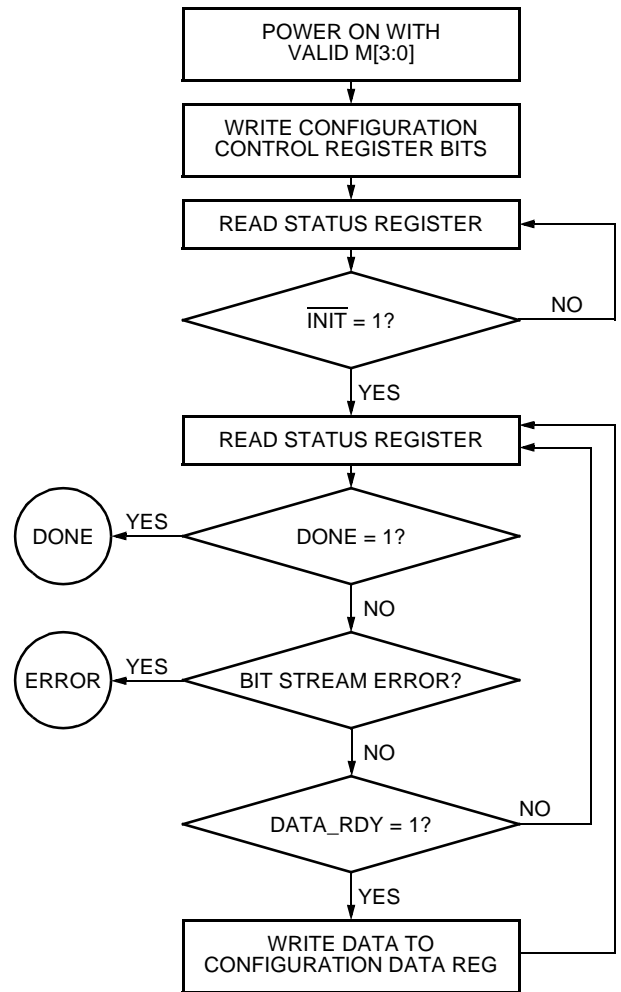 POWER ON WITH
VALID M[3:0]
WRITE CONFIGURATION
CONTROL REGISTER BITS
READ STATUS REGISTER
I̅N̅I̅T̅ = 1?
NO
YES
READ STATUS REGISTER
DONE
YES
DONE = 1?
NO
ERROR
YES
BIT STREAM ERROR?
NO
DATA_RDY = 1?
NO
YES
WRITE DATA TO
CONFIGURATION DATA REG